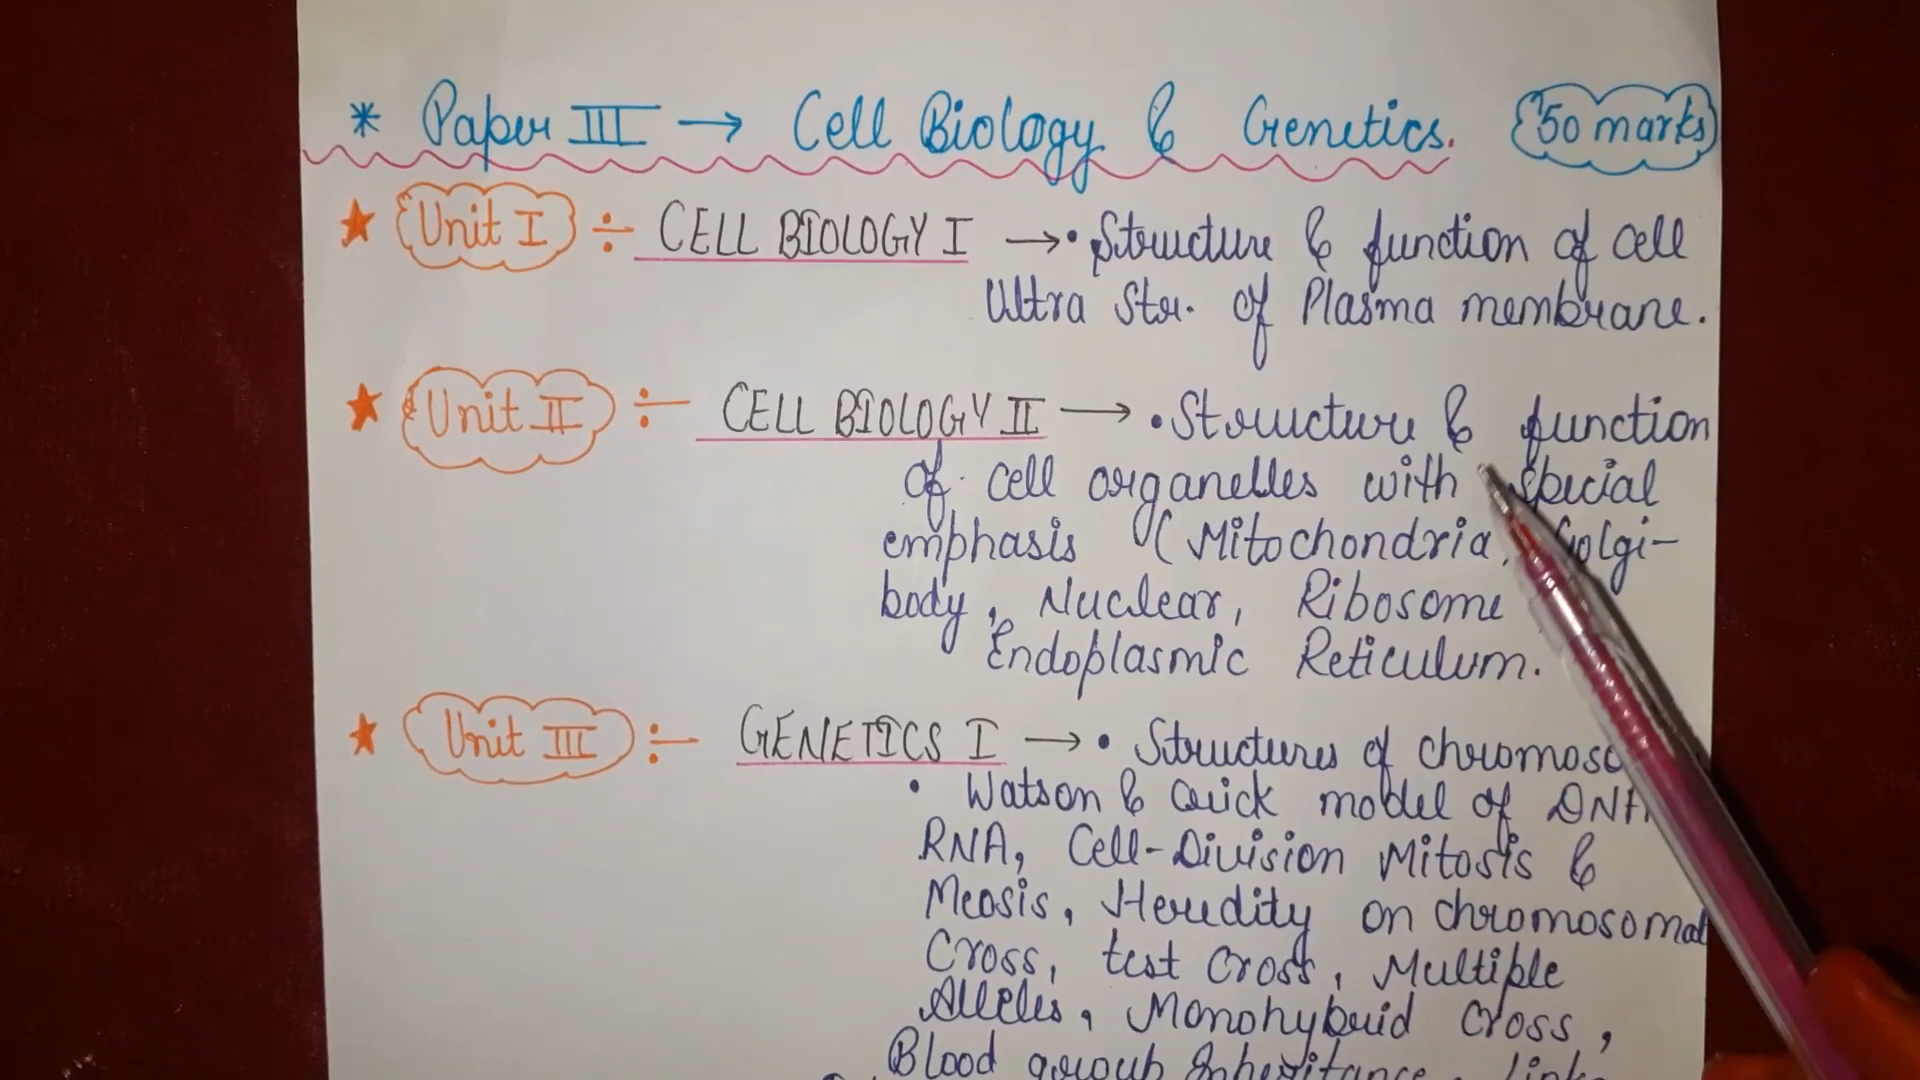 * Paper III → Cell Biology & Genetics. {50 marks}
★ Unit I ÷ CELL BIOLOGY I → • Structure & function of cell
Ultra Str. of Plasma membrane.
★ Unit II ÷ CELL BIOLOGY II → • Structure & function
of cell organelles with special
emphasis (Mitochondria, Golgi-
body, Nuclear, Ribosome
Endoplasmic Reticulum.
★ Unit III ÷ GENETICS I → • Structures of chromoso
• Watson & Crick model of DNA
RNA, Cell-Division Mitosis &
Meosis, Heredity on chromosomal
Cross, test cross, Multiple
Alleles, Monohybrid Cross,
Blood group Inheritance,